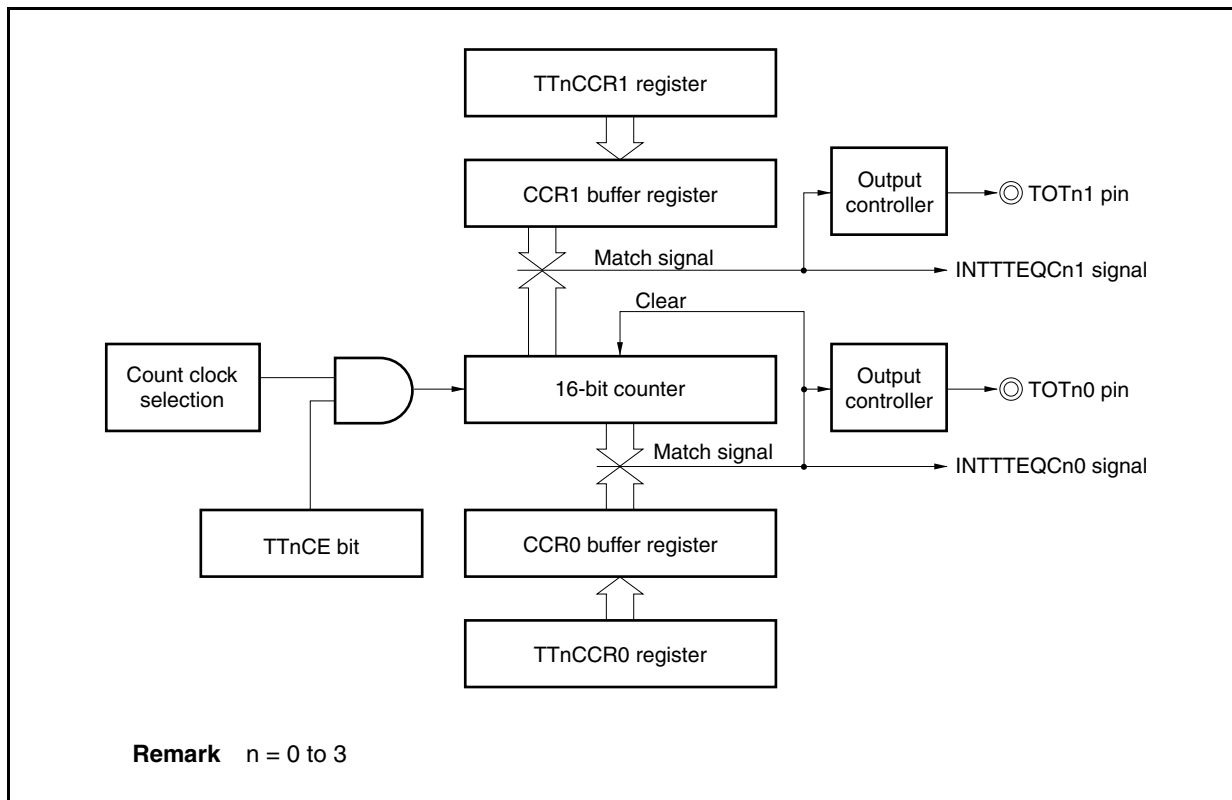 TTnCCR1 register
CCR1 buffer register
Output
controller
TOTn1 pin
Match signal
INTTTEQCn1 signal
Clear
Count clock
selection
16-bit counter
Output
controller
TOTn0 pin
Match signal
INTTTEQCn0 signal
TTnCE bit
CCR0 buffer register
TTnCCR0 register
Remark n = 0 to 3